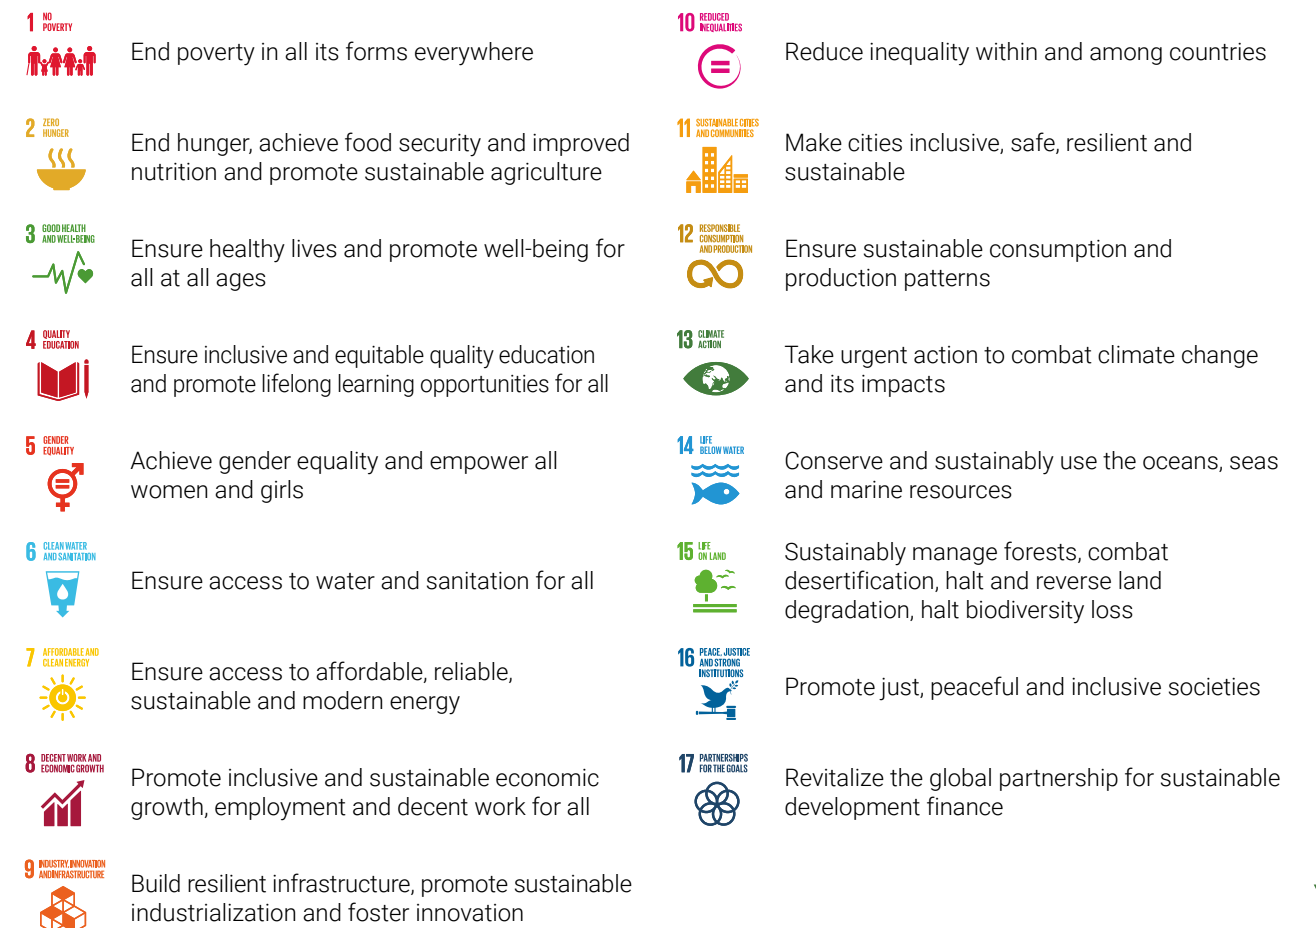 1 NO
POVERTY
End poverty in all its forms everywhere
2 ZERO
HUNGER
End hunger, achieve food security and improved
nutrition and promote sustainable agriculture
3 GOOD HEALTH
AND WELL-BEING
Ensure healthy lives and promote well-being for
all at all ages
4 QUALITY
EDUCATION
Ensure inclusive and equitable quality education
and promote lifelong learning opportunities for all
5 GENDER
EQUALITY
Achieve gender equality and empower all
women and girls
6 CLEAN WATER
AND SANITATION
Ensure access to water and sanitation for all
7 AFFORDABLE AND
CLEAN ENERGY
Ensure access to affordable, reliable,
sustainable and modern energy
8 DECENT WORK AND
ECONOMIC GROWTH
Promote inclusive and sustainable economic
growth, employment and decent work for all
9 INDUSTRY, INNOVATION
AND INFRASTRUCTURE
Build resilient infrastructure, promote sustainable
industrialization and foster innovation
10 REDUCED
INEQUALITIES
Reduce inequality within and among countries
11 SUSTAINABLE CITIES
AND COMMUNITIES
Make cities inclusive, safe, resilient and
sustainable
12 RESPONSIBLE
CONSUMPTION
AND PRODUCTION
Ensure sustainable consumption and
production patterns
13 CLIMATE
ACTION
Take urgent action to combat climate change
and its impacts
14 LIFE
BELOW WATER
Conserve and sustainably use the oceans, seas
and marine resources
15 LIFE
ON LAND
Sustainably manage forests, combat
desertification, halt and reverse land
degradation, halt biodiversity loss
16 PEACE, JUSTICE
AND STRONG
INSTITUTIONS
Promote just, peaceful and inclusive societies
17 PARTNERSHIPS
FOR THE GOALS
Revitalize the global partnership for sustainable
development finance